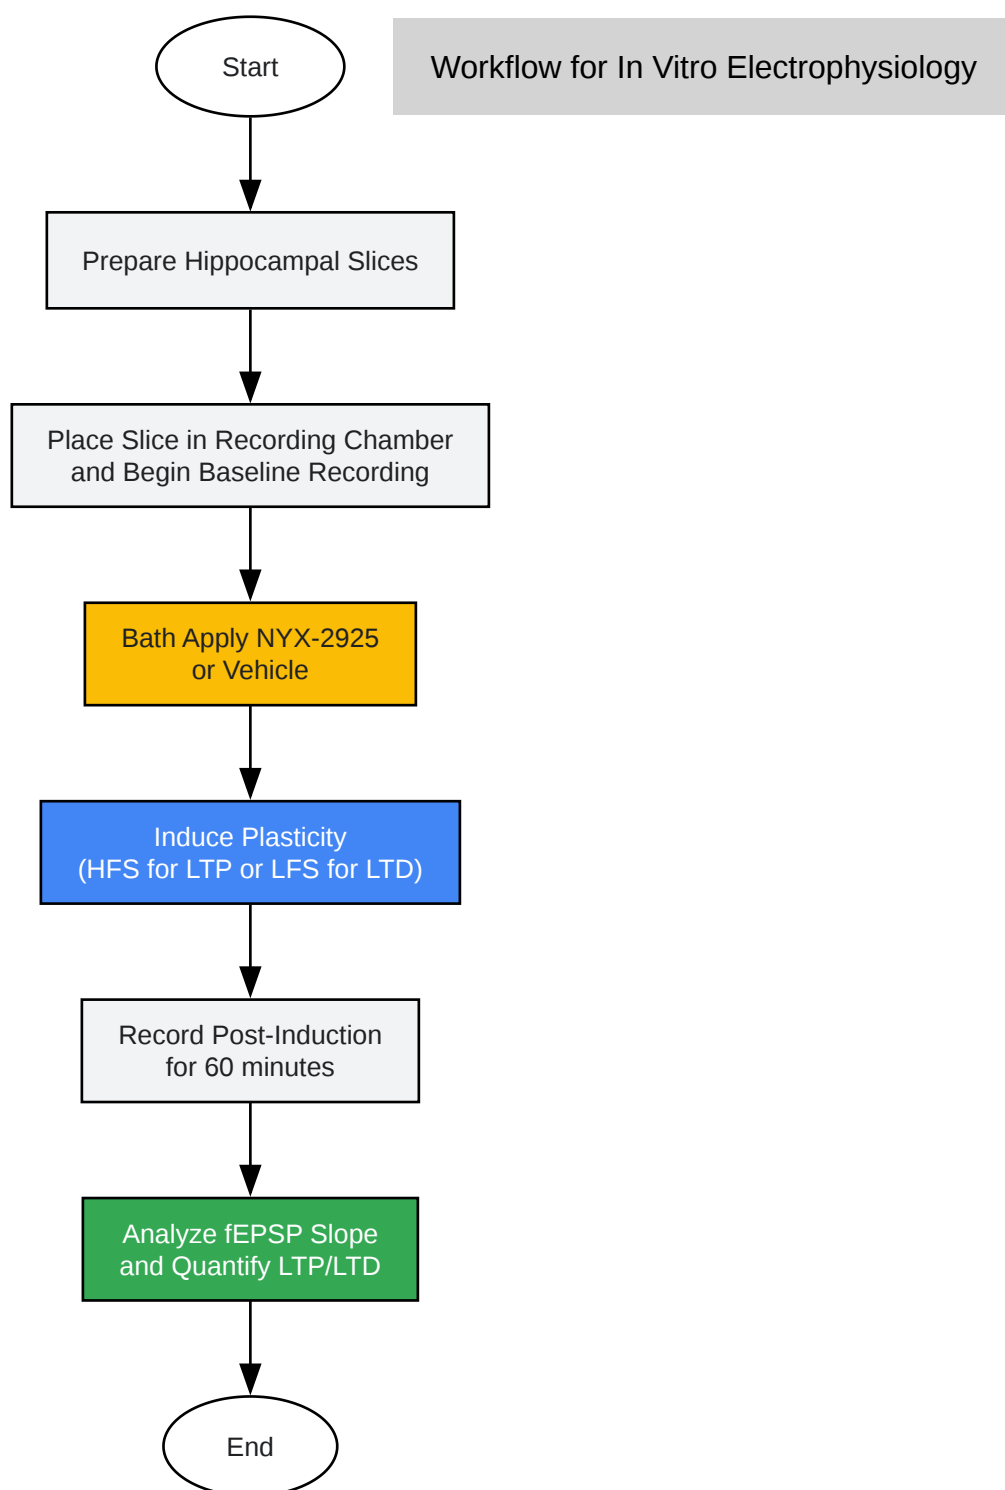 Start
Workflow for In Vitro Electrophysiology
Prepare Hippocampal Slices
Place Slice in Recording Chamber
and Begin Baseline Recording
Bath Apply NYX-2925
or Vehicle
Induce Plasticity
(HFS for LTP or LFS for LTD)
Record Post-Induction
for 60 minutes
Analyze fEPSP Slope
and Quantify LTP/LTD
End